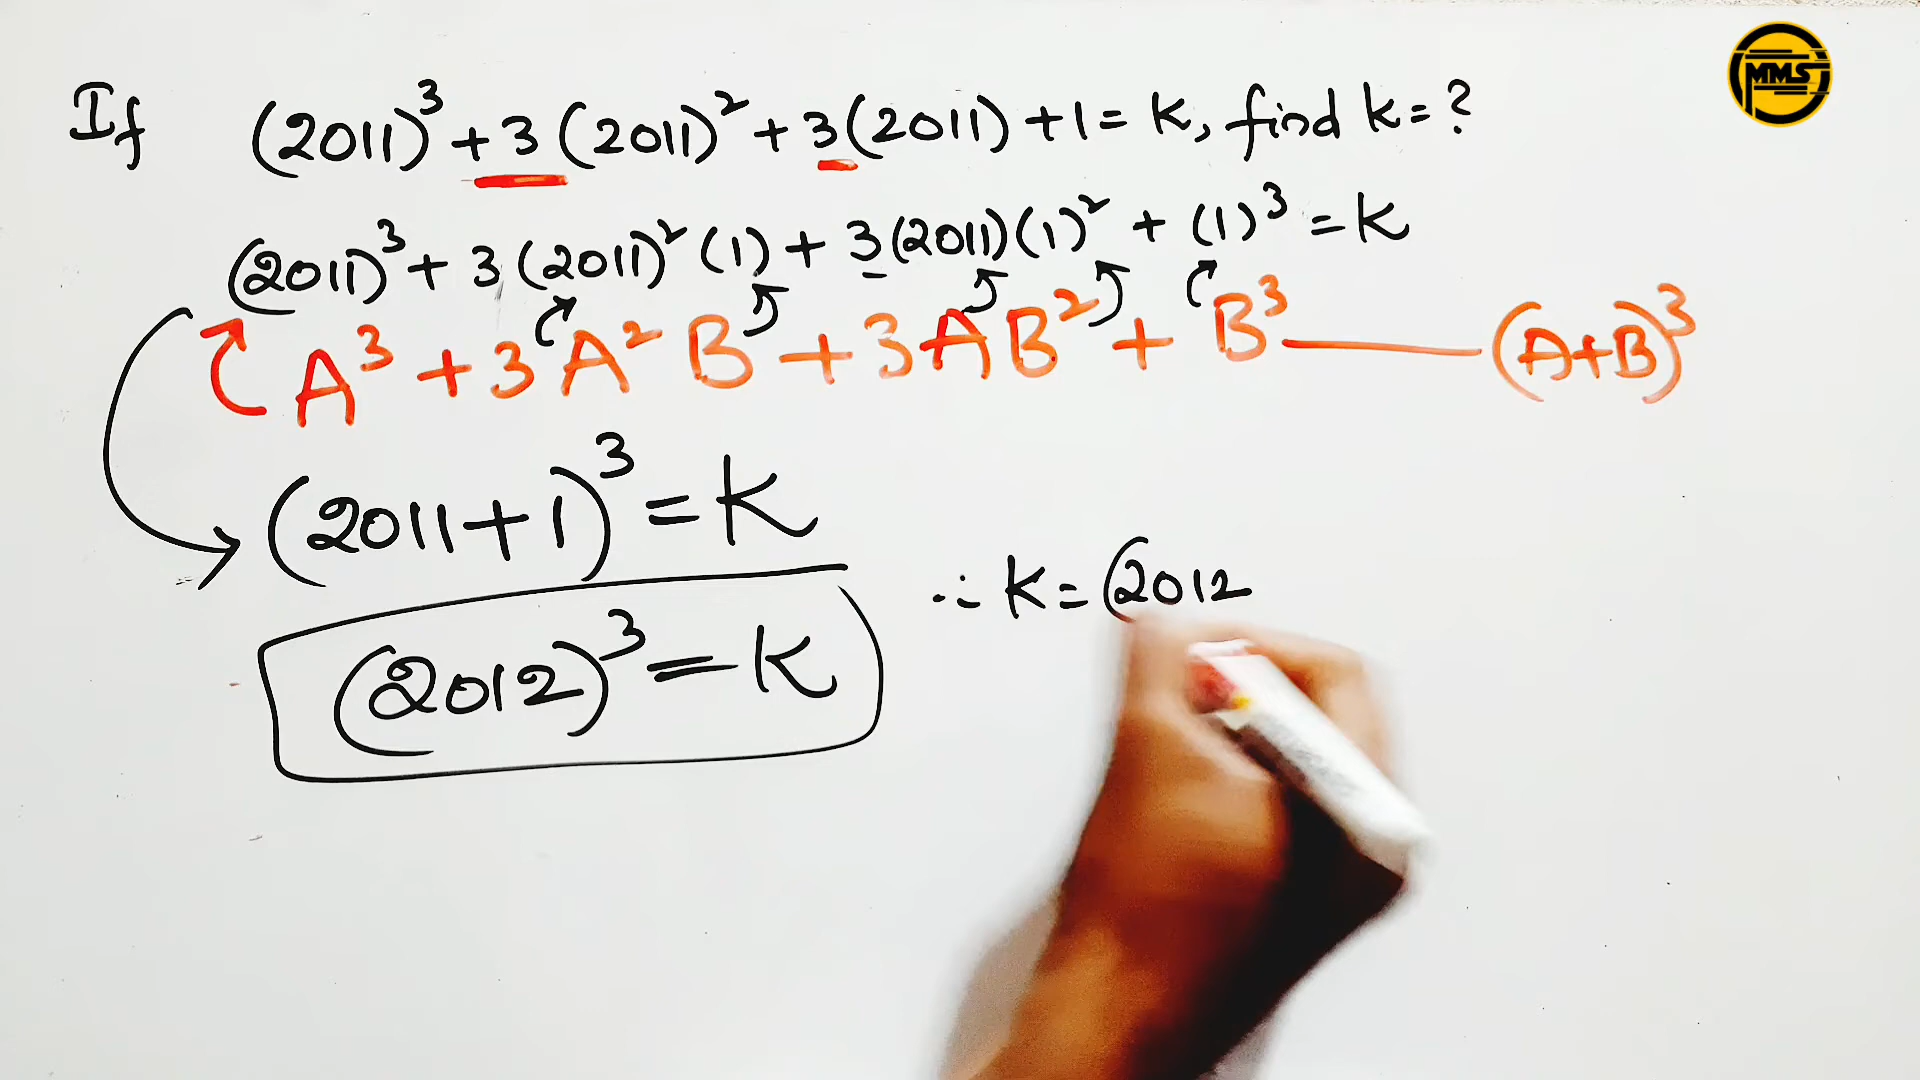 If (2011)³ + 3(2011)² + 3(2011) + 1 = K, find k = ?
(2011)³ + 3(2011)²(1) + 3(2011)(1)² + (1)³ = K
A³ + 3A²B + 3AB² + B³ — (A+B)³
(2011+1)³ = K
(2012)³ = K
∴ K = (2012
MMS